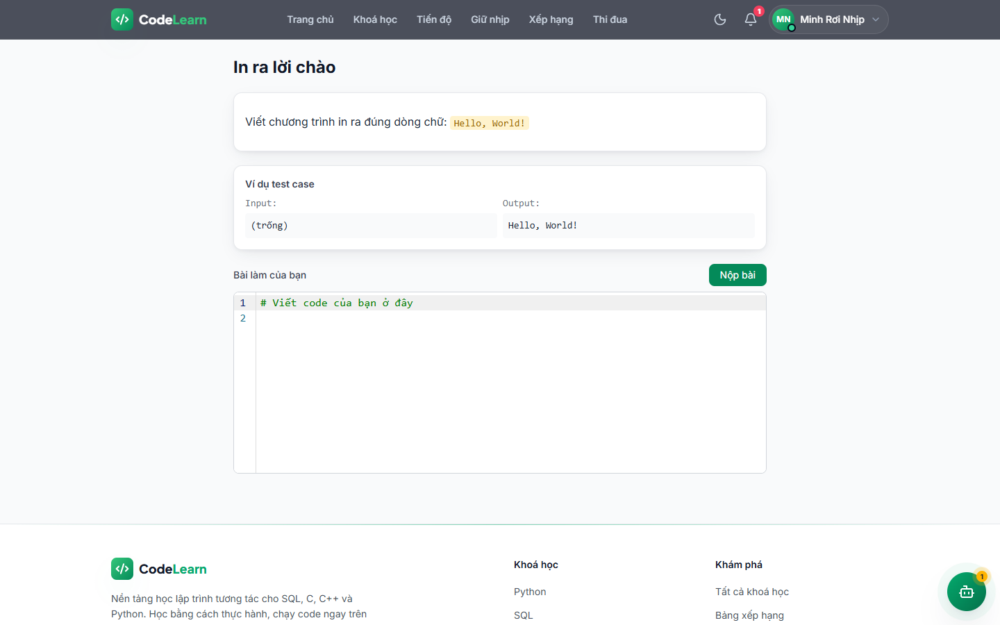 CodeLearn
Trang chủ
Khoá học
Tiến độ
Giữ nhịp
Xếp hạng
Thi đua
1
MN
Minh Rơi Nhịp
In ra lời chào
Viết chương trình in ra đúng dòng chữ: Hello, World!
Ví dụ test case
Input:
(trống)
Output:
Hello, World!
Bài làm của bạn
Nộp bài
1 # Viết code của bạn ở đây
2
CodeLearn
Nền tảng học lập trình tương tác cho SQL, C, C++ và
Python. Học bằng cách thực hành, chạy code ngay trên
Khoá học
Python
SQL
Khám phá
Tất cả khoá học
Bảng xếp hạng
1